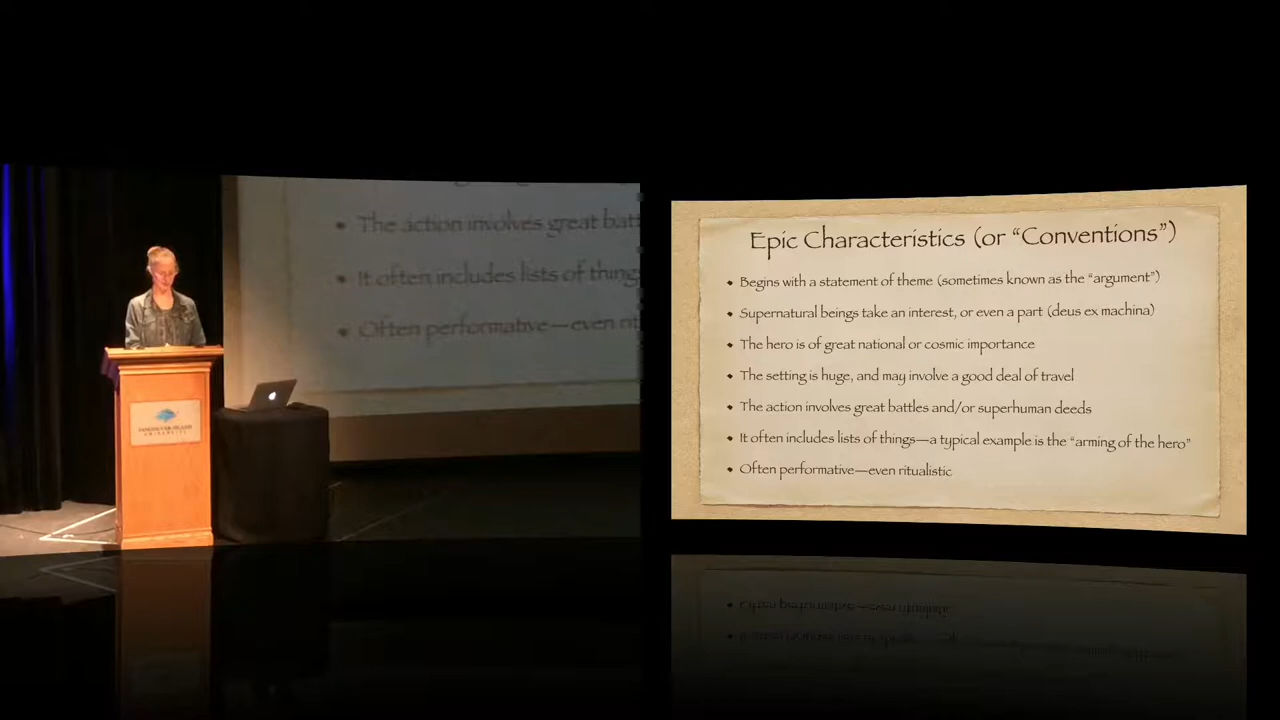 The action involves great batt
It often includes lists of thing
Often performative—even rit
VANCOUVER ISLAND
UNIVERSITY
Epic Characteristics (or “Conventions”)
• Begins with a statement of theme (sometimes known as the “argument”)
• Supernatural beings take an interest, or even a part (deus ex machina)
• The hero is of great national or cosmic importance
• The setting is huge, and may involve a good deal of travel
• The action involves great battles and/or superhuman deeds
• It often includes lists of things—a typical example is the “arming of the hero”
• Often performative—even ritualistic